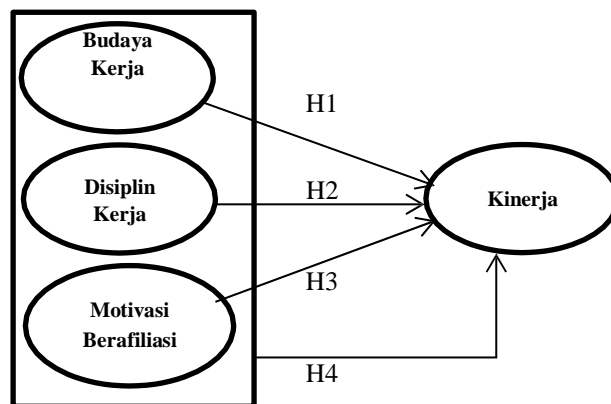 Budaya
Kerja
H1
Disiplin
Kerja
H2
Kinerja
Motivasi
Berafiliasi
H3
H4